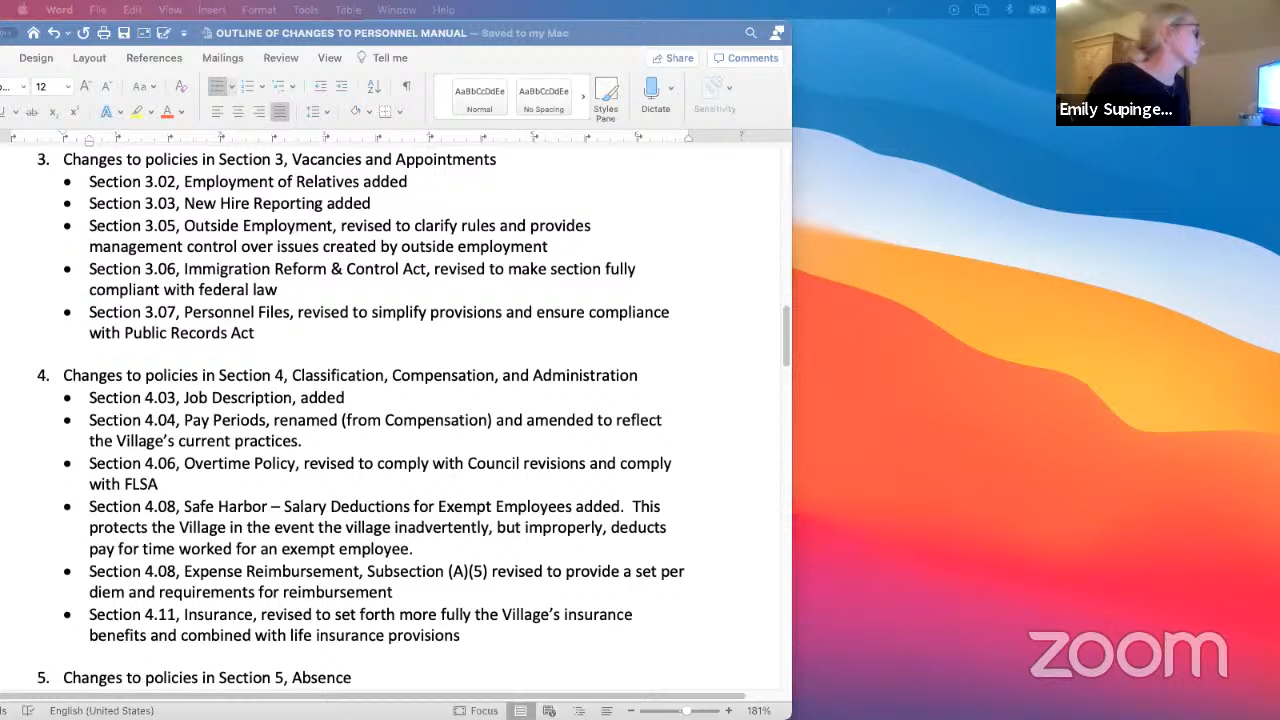 Word File Edit View Insert Format Tools Table Window Help
OUTLINE OF CHANGES TO PERSONNEL MANUAL — Saved to my Mac
Design Layout References Mailings Review View Tell me Share Comments
12 Aa
AaBbCcDdEe AaBbCcDdEe
Normal No Spacing Styles Pane Dictate Sensitivity
3. Changes to policies in Section 3, Vacancies and Appointments
• Section 3.02, Employment of Relatives added
• Section 3.03, New Hire Reporting added
• Section 3.05, Outside Employment, revised to clarify rules and provides
management control over issues created by outside employment
• Section 3.06, Immigration Reform & Control Act, revised to make section fully
compliant with federal law
• Section 3.07, Personnel Files, revised to simplify provisions and ensure compliance
with Public Records Act
4. Changes to policies in Section 4, Classification, Compensation, and Administration
• Section 4.03, Job Description, added
• Section 4.04, Pay Periods, renamed (from Compensation) and amended to reflect
the Village's current practices.
• Section 4.06, Overtime Policy, revised to comply with Council revisions and comply
with FLSA
• Section 4.08, Safe Harbor – Salary Deductions for Exempt Employees added. This
protects the Village in the event the village inadvertently, but improperly, deducts
pay for time worked for an exempt employee.
• Section 4.08, Expense Reimbursement, Subsection (A)(5) revised to provide a set per
diem and requirements for reimbursement
• Section 4.11, Insurance, revised to set forth more fully the Village's insurance
benefits and combined with life insurance provisions
5. Changes to policies in Section 5, Absence
English (United States) Focus 181%
Emily Supinge...
zoom